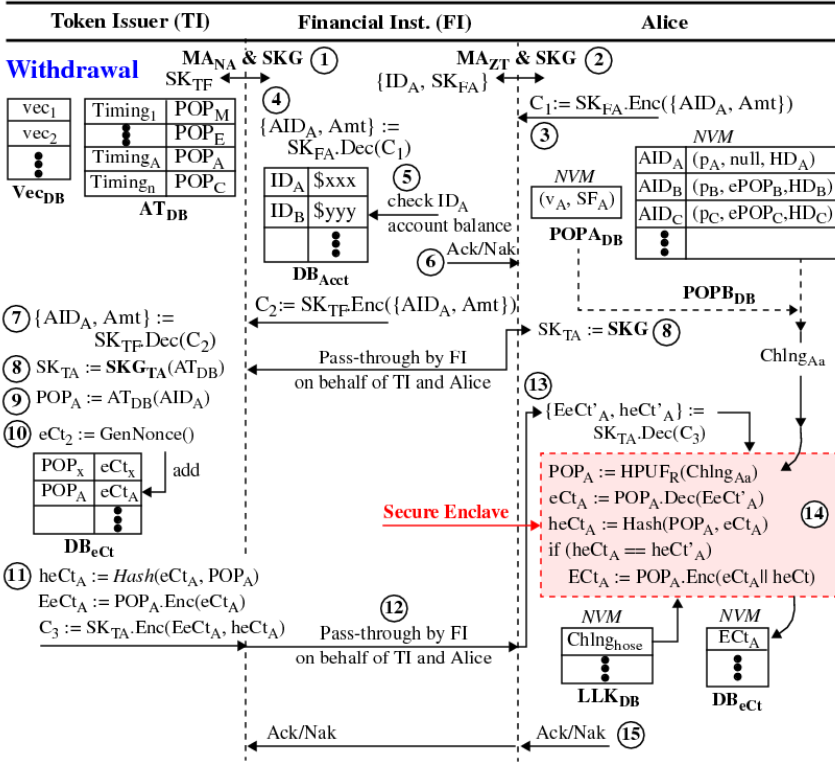 Token Issuer (TI)
Financial Inst. (FI)
Alice
Withdrawal
MA_NA & SKG ①
SK_TF
MA_ZT & SKG ②
{ID_A, SK_FA}
C_1:= SK_FA.Enc({AID_A, Amt})
③
④
{AID_A, Amt} :=
SK_FA.Dec(C_1)
vec_1
vec_2
Vec_DB
Timing_1 POP_M
POP_E
Timing_A POP_A
Timing_n POP_C
AT_DB
⑤
ID_A $xxx
ID_B $yyy
DB_Acct
check ID_A
account balance
⑥ Ack/Nak
NVM
(v_A, SF_A)
POPA_DB
NVM
AID_A (p_A, null, HD_A)
AID_B (p_B, ePOP_B,HD_B)
AID_C (p_C, ePOP_C,HD_C)
POPB_DB
C_2:= SK_TF.Enc({AID_A, Amt})
⑦ {AID_A, Amt} :=
SK_TF.Dec(C_2)
SK_TA := SKG ⑧
Chlng_Aa
⑧ SK_TA := SKG_TA(AT_DB)
Pass-through by FI
on behalf of TI and Alice
⑨ POP_A := AT_DB(AID_A)
⑩ eCt_2 := GenNonce()
POP_x eCt_x
POP_A eCt_A
add
DB_eCt
⑬
{EeCt'_A, heCt'_A} :=
SK_TA.Dec(C_3)
Secure Enclave
POP_A := HPUF_R(Chlng_Aa)
eCt_A := POP_A.Dec(EeCt'_A)
heCt_A := Hash(POP_A, eCt_A)
if (heCt_A == heCt'_A)
ECt_A := POP_A.Enc(eCt_A|| heCt)
⑭
⑪ heCt_A := Hash(eCt_A, POP_A)
EeCt_A := POP_A.Enc(eCt_A)
C_3 := SK_TA.Enc(EeCt_A, heCt_A)
⑫
Pass-through by FI
on behalf of TI and Alice
NVM
Chlng_hose
LLK_DB
NVM
ECt_A
DB_eCt
Ack/Nak
Ack/Nak ⑮